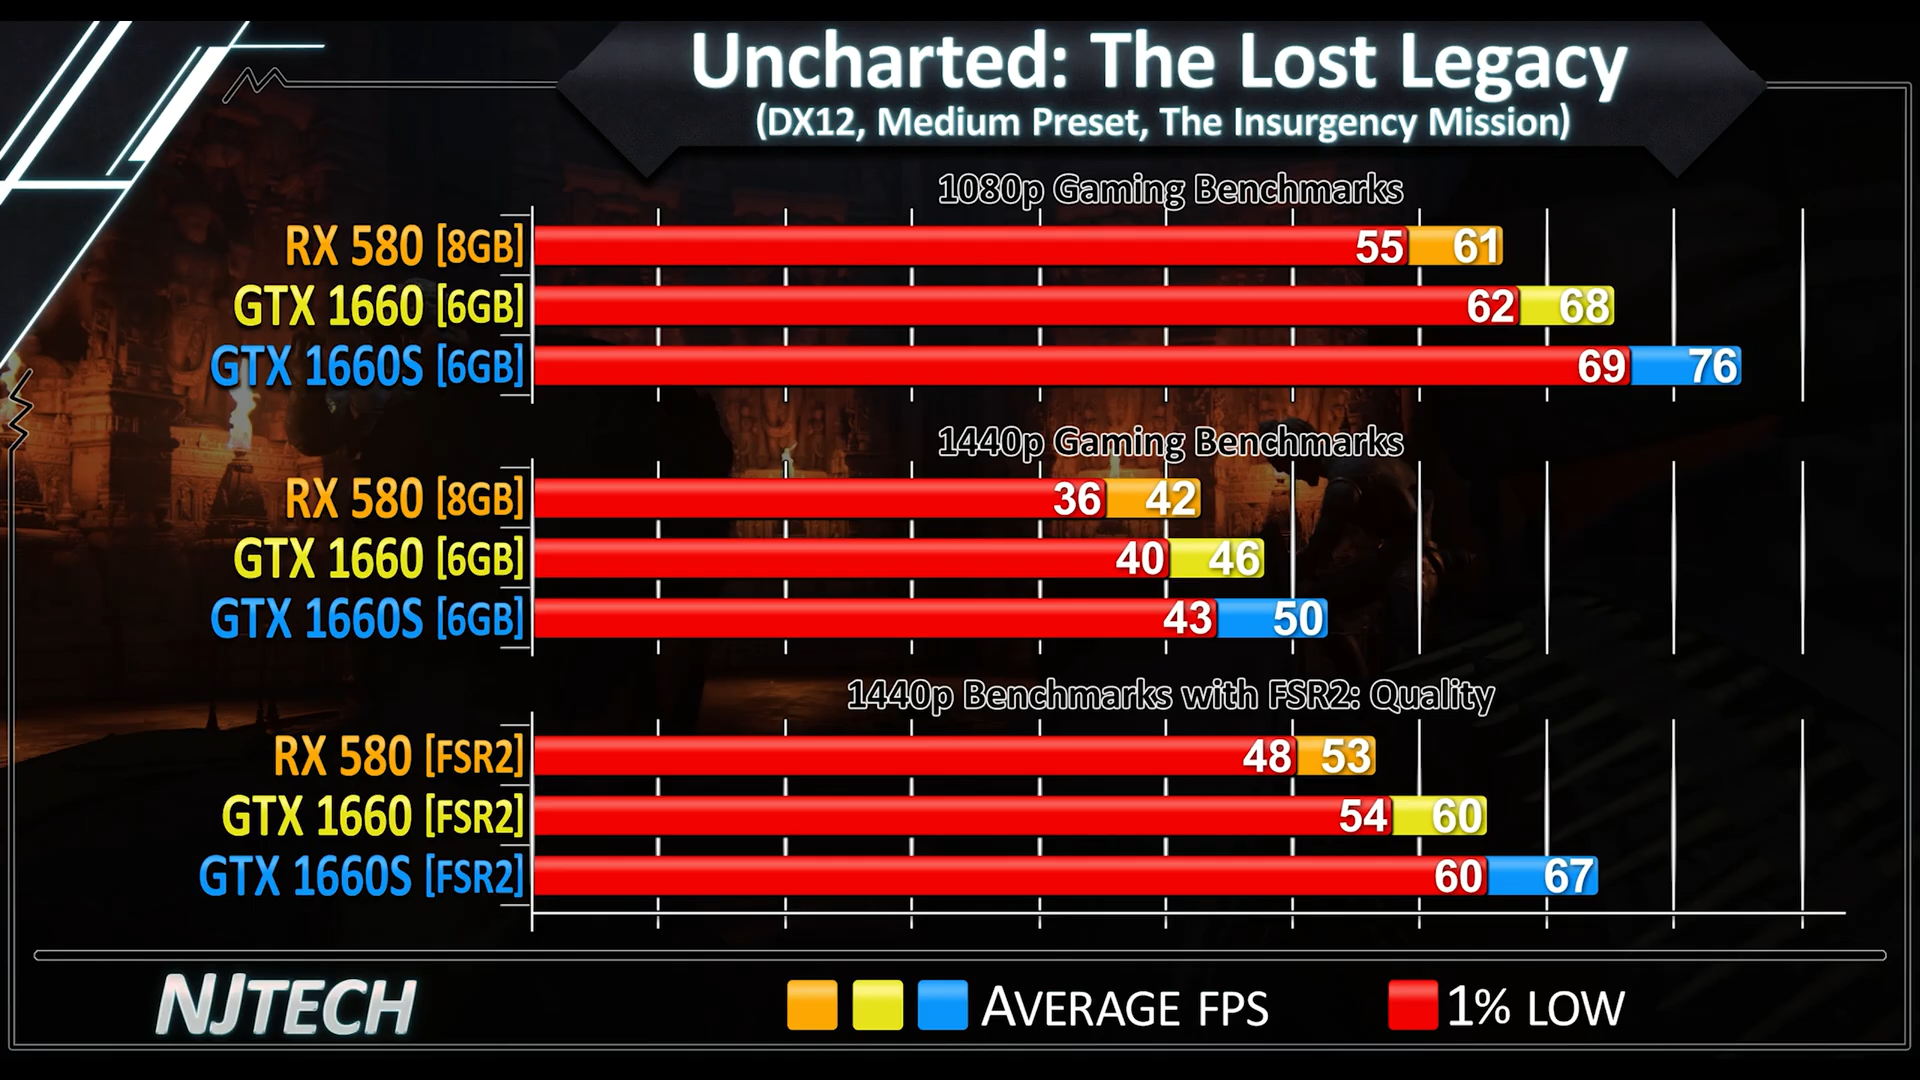 Uncharted: The Lost Legacy
(DX12, Medium Preset, The Insurgency Mission)
1080p Gaming Benchmarks
RX 580 [8GB] 55 61
GTX 1660 [6GB] 62 68
GTX 1660S [6GB] 69 76
1440p Gaming Benchmarks
RX 580 [8GB] 36 42
GTX 1660 [6GB] 40 46
GTX 1660S [6GB] 43 50
1440p Benchmarks with FSR2: Quality
RX 580 [FSR2] 48 53
GTX 1660 [FSR2] 54 60
GTX 1660S [FSR2] 60 67
NJTECH AVERAGE FPS 1% LOW